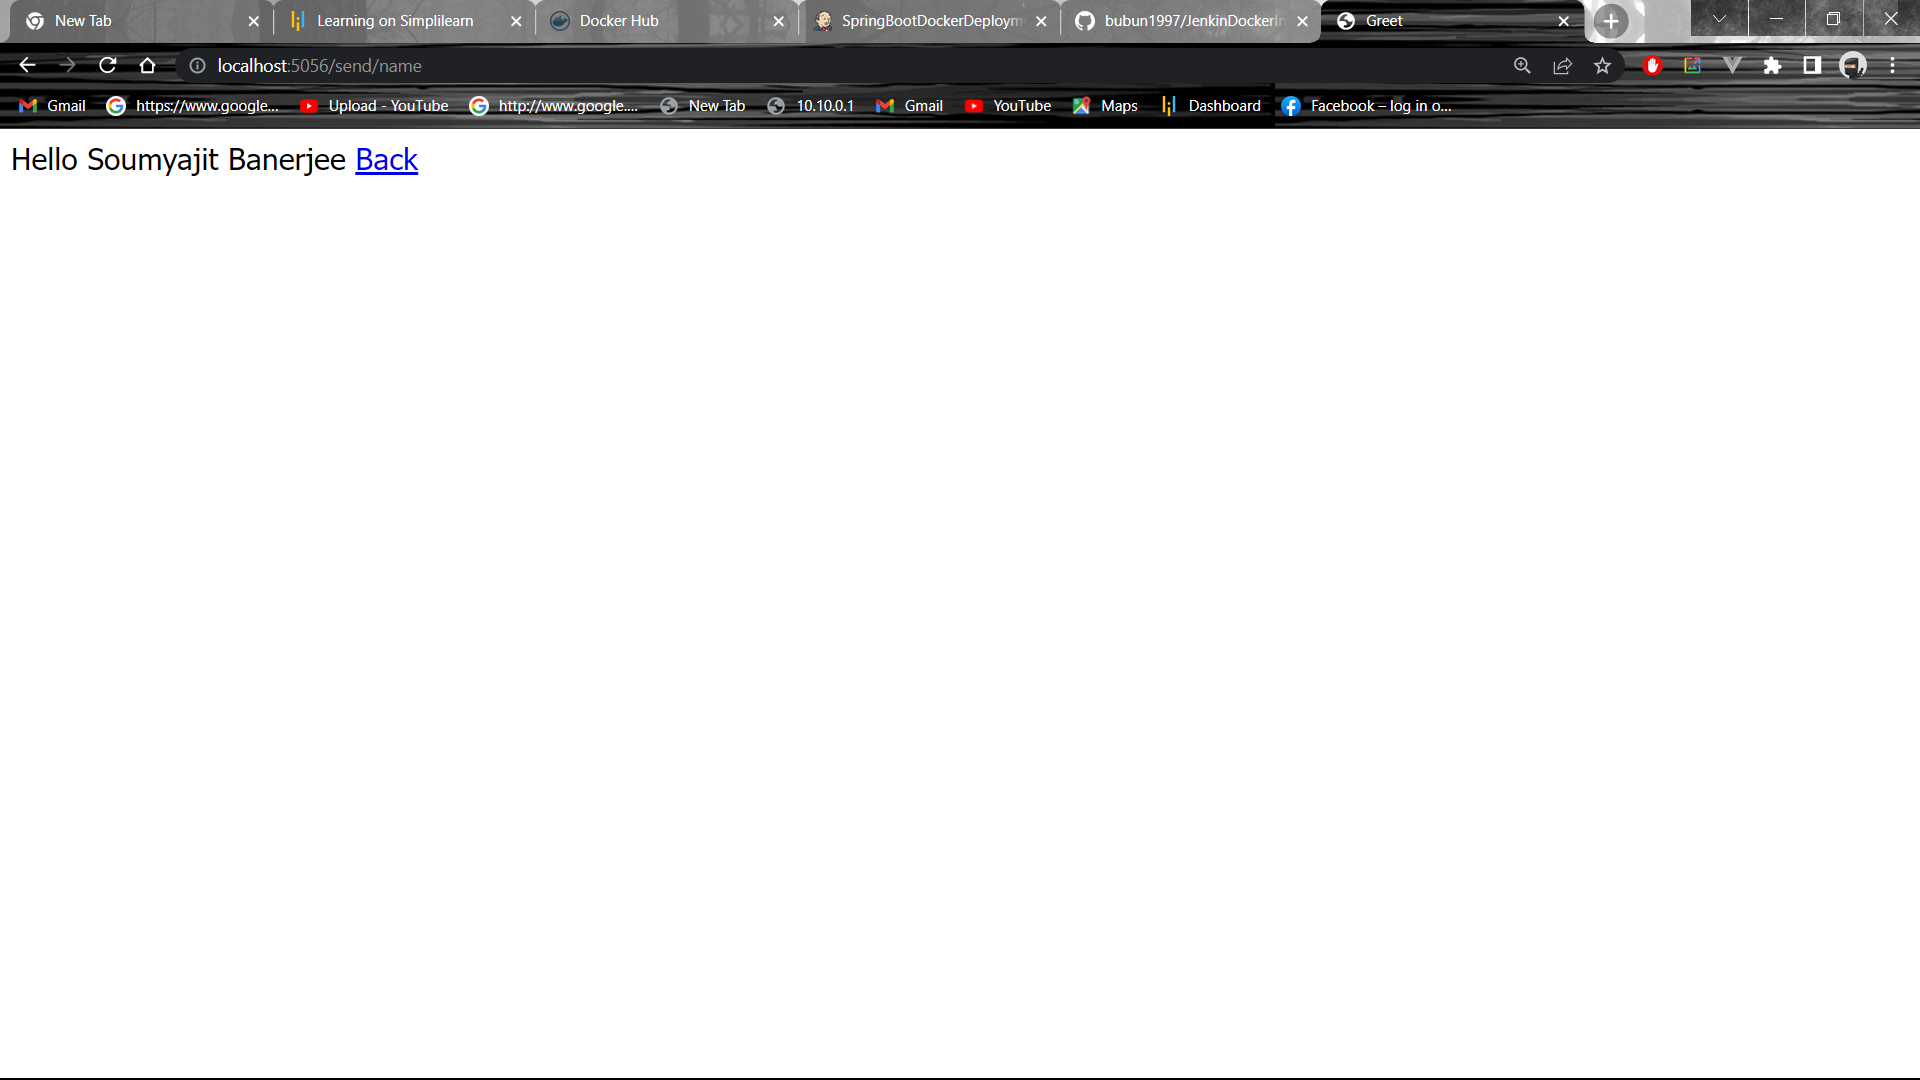 New Tab
Learning on Simplilearn
Docker Hub
SpringBootDockerDeploym
bubun1997/JenkinDockerIn
Greet
localhost:5056/send/name
Gmail
https://www.google...
Upload - YouTube
http://www.google....
New Tab
10.10.0.1
Gmail
YouTube
Maps
Dashboard
Facebook – log in o...
Hello Soumyajit Banerjee Back